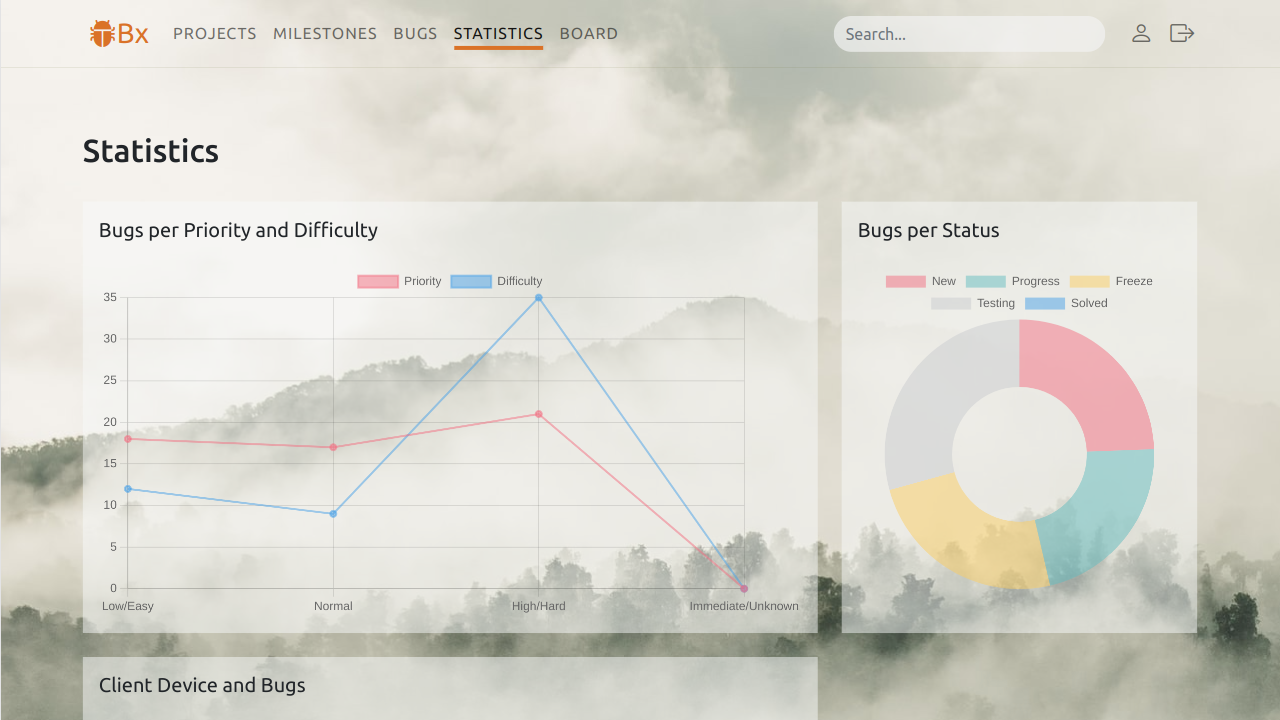 Bx PROJECTS MILESTONES BUGS STATISTICS BOARD Search...
Statistics
Bugs per Priority and Difficulty
Priority Difficulty
35
30
25
20
15
10
5
0
Low/Easy Normal High/Hard Immediate/Unknown
Bugs per Status
New Progress Freeze
Testing Solved
Client Device and Bugs